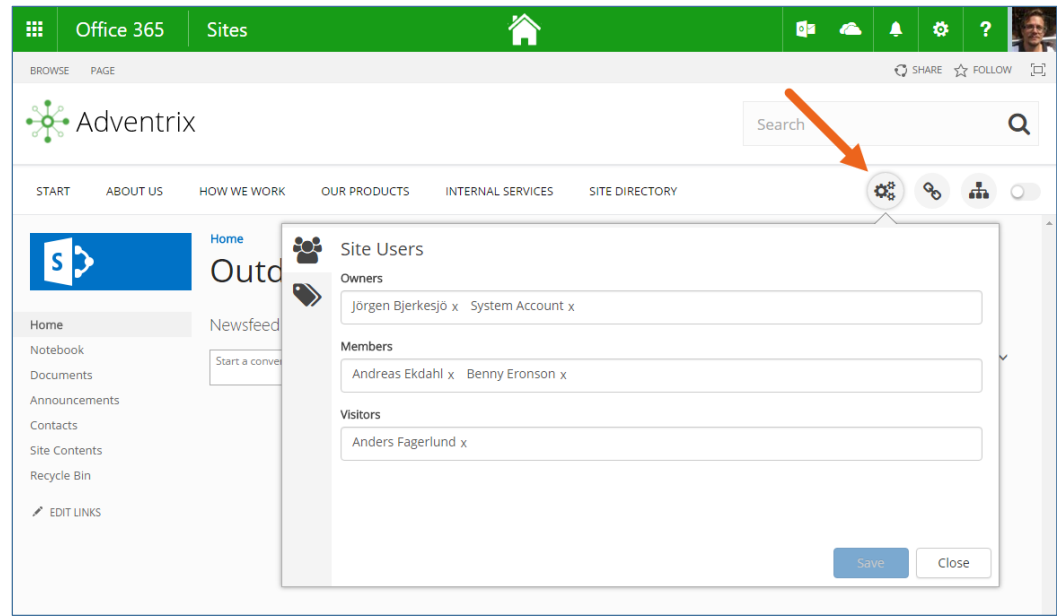 Office 365 Sites ?
BROWSE PAGE SHARE FOLLOW
Adventrix
Search
START ABOUT US HOW WE WORK OUR PRODUCTS INTERNAL SERVICES SITE DIRECTORY
S
Home
Outd
Newsfeed
Start a conve
Home
Notebook
Documents
Announcements
Contacts
Site Contents
Recycle Bin
EDIT LINKS
Site Users
Owners
Jörgen Bjerkesjö x System Account x
Members
Andreas Ekdahl x Benny Eronson x
Visitors
Anders Fagerlund x
Save Close